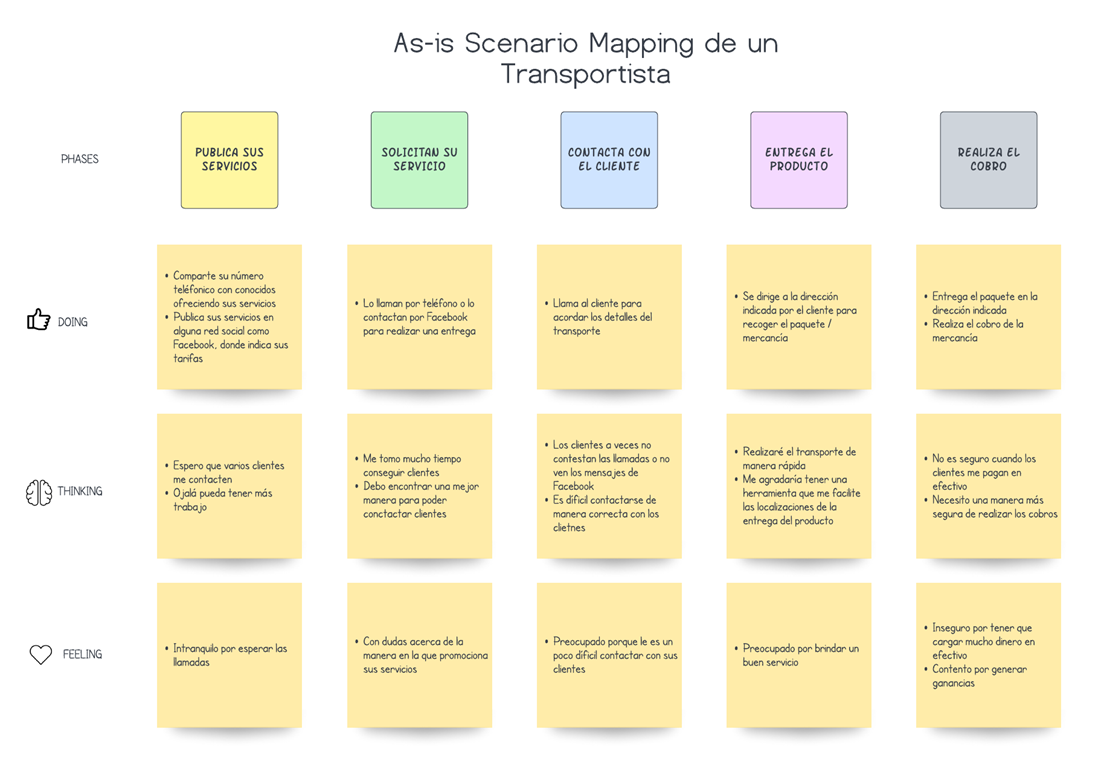 As-is Scenario Mapping de un
Transportista
PHASES
PUBLICA SUS
SERVICIOS
SOLICITAN SU
SERVICIO
CONTACTA CON
EL CLIENTE
ENTREGA EL
PRODUCTO
REALIZA EL
COBRO
DOING
• Comparte su número
teléfonico con conocidos
ofreciendo sus servicios
• Publica sus servicios en
alguna red social como
Facebook, donde indica sus
tarifas
• Lo llaman por teléfono o lo
contactan por Facebook
para realizar una entrega
• Llama al cliente para
acordar los detalles del
transporte
• Se dirige a la dirección
indicada por el cliente para
recoger el paquete /
mercancía
• Entrega el paquete en la
dirección indicada
• Realiza el cobro de la
mercancía
THINKING
• Espero que varios clientes
me contacten
• Ojalá pueda tener más
trabajo
• Me tomo mucho tiempo
conseguir clientes
• Debo encontrar una mejor
manera para poder
conctactar clientes
• Los clientes a veces no
contestan las llamadas o no
ven los mensajes de
Facebook
• Es díficil contactarse de
manera correcta con los
clietnes
• Realizaré el transporte de
manera rápida
• Me agradaría tener una
herramienta que me facilite
las localizaciones de la
entrega del producto
• No es seguro cuando los
clientes me pagan en
efectivo
• Necesito una manera más
segura de realizar los cobros
FEELING
• Intranquilo por esperar las
llamadas
• Con dudas acerca de la
manera en la que promociona
sus servicios
• Preocupado porque le es un
poco díficil contactar con sus
clientes
• Preocupado por brindar un
buen servicio
• Inseguro por tener que
cargar mucho dinero en
efectivo
• Contento por generar
ganancias